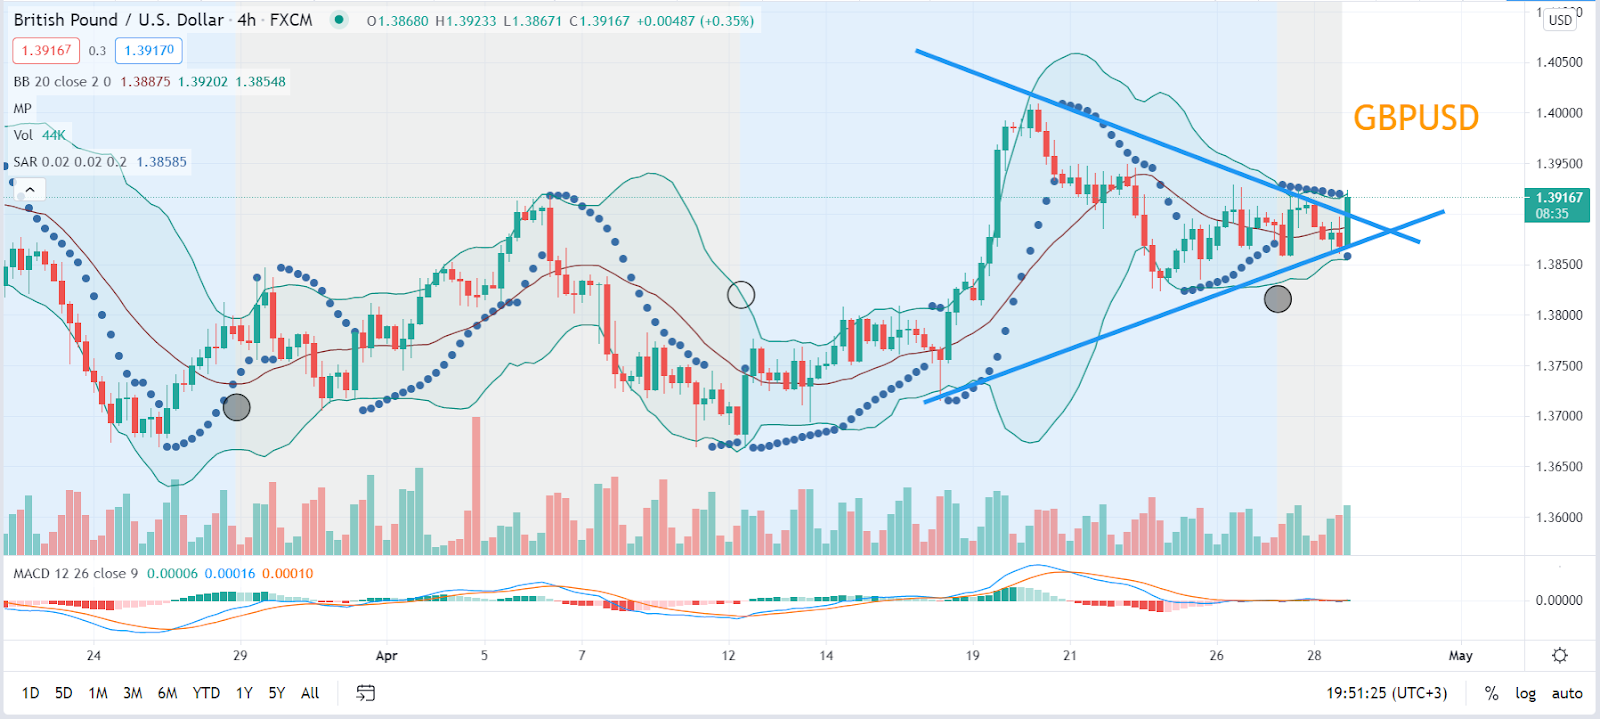 British Pound / U.S. Dollar · 4h · FXCM O1.38680 H1.39233 L1.38671 C1.39167 +0.00487 (+0.35%)
1.39167 0.3 1.39170
BB 20 close 2 0 1.38875 1.39202 1.38548
MP
Vol 44K
SAR 0.02 0.02 0.2 1.38585
GBPUSD
USD
1.40500
1.40000
1.39500
1.39167
08:35
1.38500
1.38000
1.37500
1.37000
1.36500
1.36000
MACD 12 26 close 9 0.00006 0.00016 0.00010
0.00000
24 29 Apr 5 7 12 14 19 21 26 28 May
1D 5D 1M 3M 6M YTD 1Y 5Y All 19:51:25 (UTC+3) % log auto